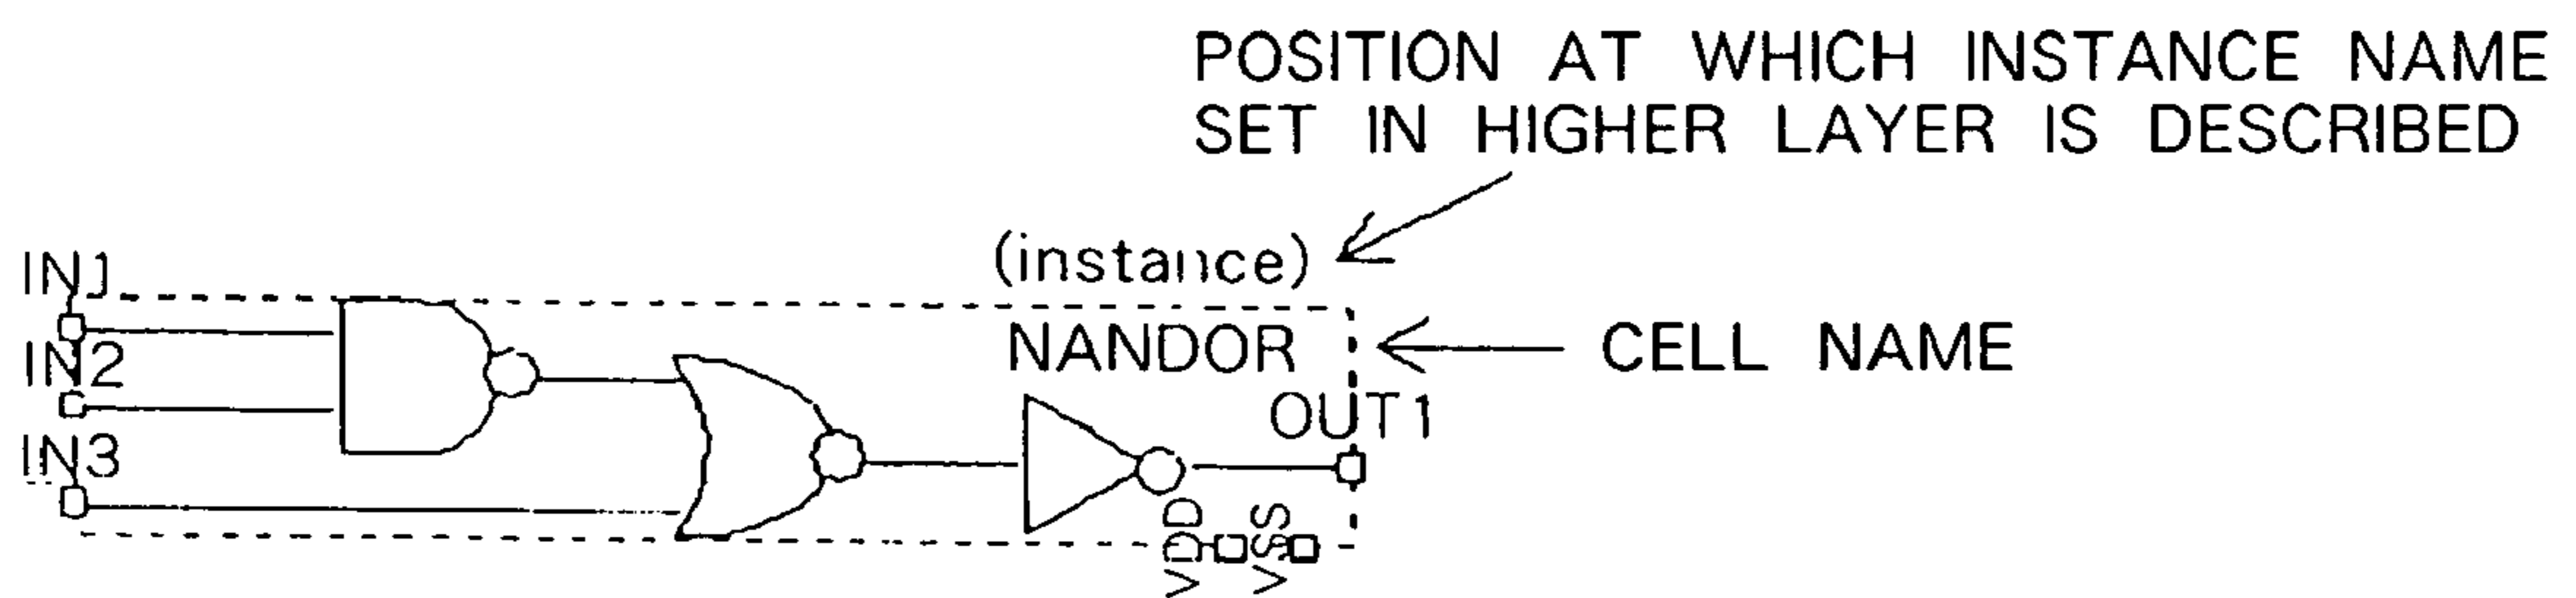 POSITION AT WHICH INSTANCE NAME
SET IN HIGHER LAYER IS DESCRIBED
(instance)
IN1
NANDOR
CELL NAME
IN2
OUT1
IN3
VDD
VSS